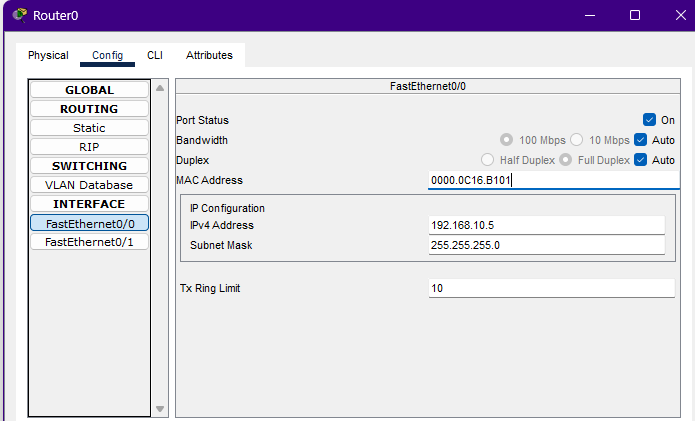 Router0
Physical Config CLI Attributes
GLOBAL
ROUTING
Static
RIP
SWITCHING
VLAN Database
INTERFACE
FastEthernet0/0
FastEthernet0/1
FastEthernet0/0
Port Status On
Bandwidth 100 Mbps 10 Mbps Auto
Duplex Half Duplex Full Duplex Auto
MAC Address 0000.0C16.B101
IP Configuration
IPv4 Address 192.168.10.5
Subnet Mask 255.255.255.0
Tx Ring Limit 10